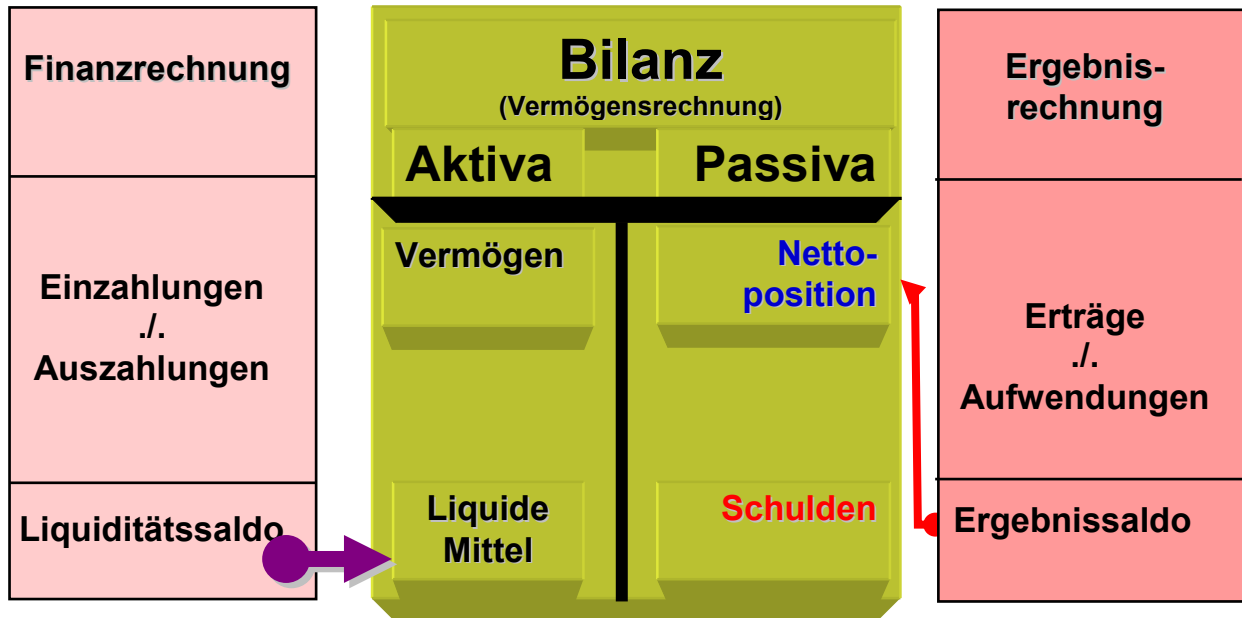 Finanzrechnung
Einzahlungen
./.
Auszahlungen
Liquiditätssaldo
Bilanz
(Vermögensrechnung)
Aktiva
Passiva
Vermögen
Netto-
position
Liquide
Mittel
Schulden
Ergebnis-
rechnung
Erträge
./.
Aufwendungen
Ergebnissaldo